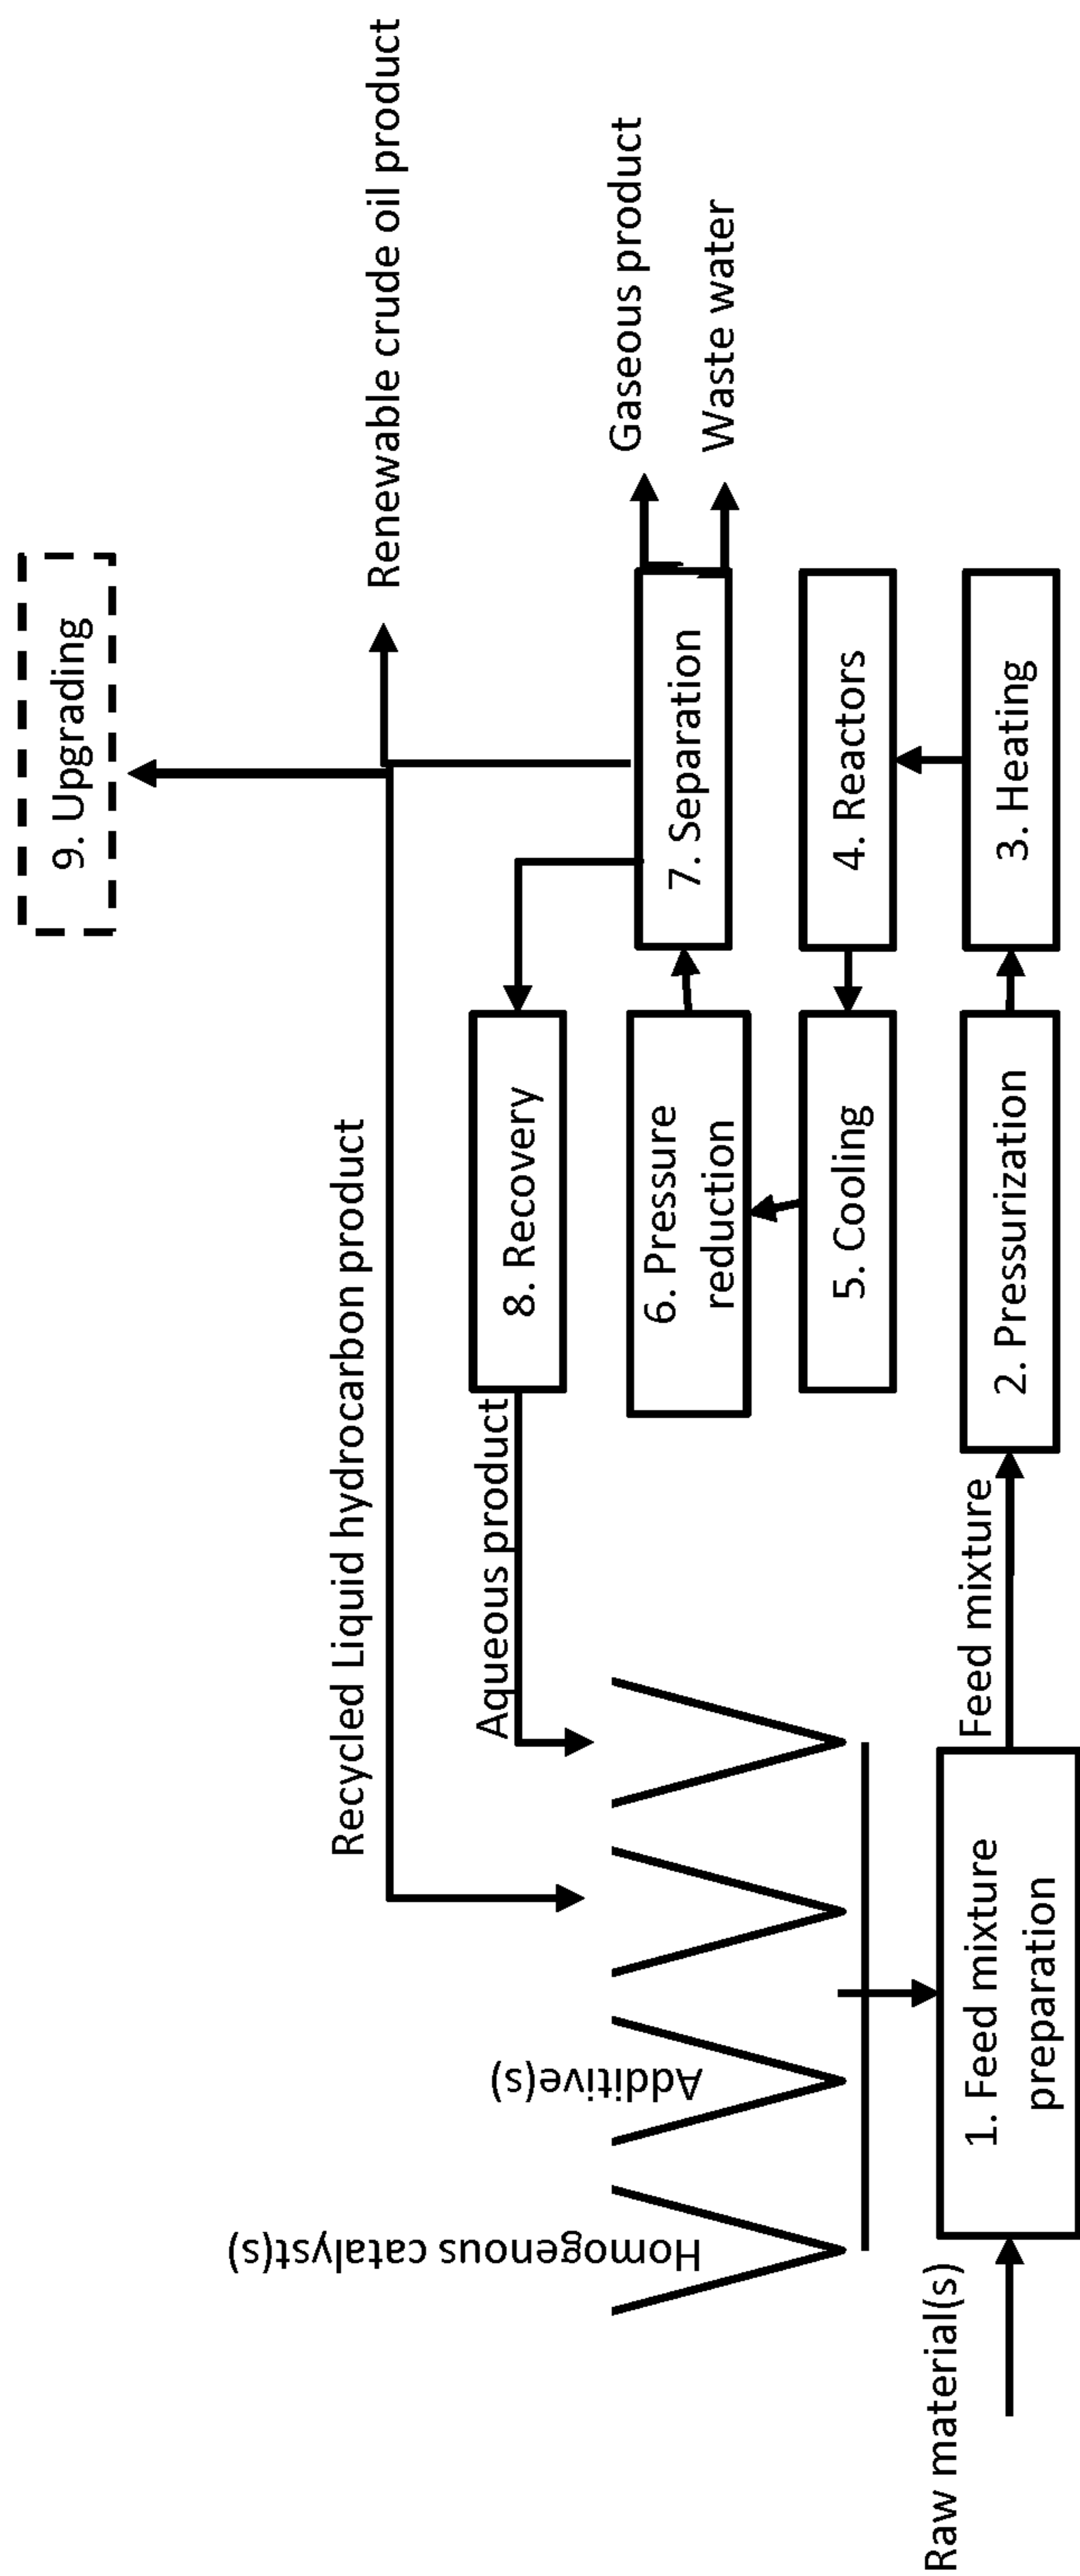 9. Upgrading
Renewable crude oil product
Recycled Liquid hydrocarbon product
Gaseous product
Waste water
8. Recovery
Aqueous product
7. Separation
6. Pressure
reduction
Homogenous catalyst(s)
Additive(s)
5. Cooling
4. Reactors
Raw material(s)
1. Feed mixture
preparation
Feed mixture
2. Pressurization
3. Heating